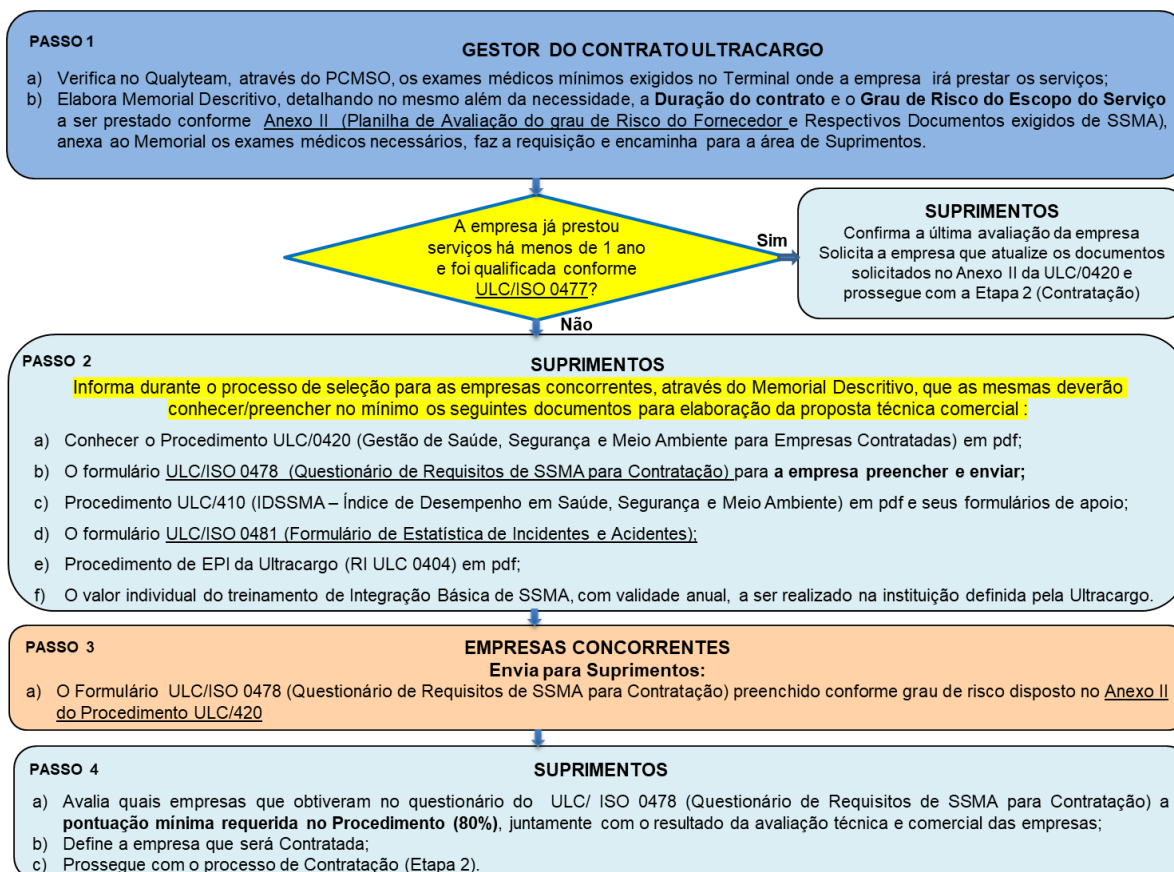 PASSO 1
GESTOR DO CONTRATO ULTRACARGO
a) Verifica no Qualyteam, através do PCMSO, os exames médicos mínimos exigidos no Terminal onde a empresa irá prestar os serviços;
b) Elabora Memorial Descritivo, detalhando no mesmo além da necessidade, a Duração do contrato e o Grau de Risco do Escopo do Serviço
a ser prestado conforme Anexo II (Planilha de Avaliação do grau de Risco do Fornecedor e Respectivos Documentos exigidos de SSMA),
anexa ao Memorial os exames médicos necessários, faz a requisição e encaminha para a área de Suprimentos.
A empresa já prestou
serviços há menos de 1 ano
e foi qualificada conforme
ULC/ISO 0477?
Sim
SUPRIMENTOS
Confirma a última avaliação da empresa
Solicita a empresa que atualize os documentos
solicitados no Anexo II da ULC/0420 e
prossegue com a Etapa 2 (Contratação)
Não
PASSO 2
SUPRIMENTOS
Informa durante o processo de seleção para as empresas concorrentes, através do Memorial Descritivo, que as mesmas deverão
conhecer/preencher no mínimo os seguintes documentos para elaboração da proposta técnica comercial :
a) Conhecer o Procedimento ULC/0420 (Gestão de Saúde, Segurança e Meio Ambiente para Empresas Contratadas) em pdf;
b) O formulário ULC/ISO 0478 (Questionário de Requisitos de SSMA para Contratação) para a empresa preencher e enviar;
c) Procedimento ULC/410 (IDSSMA – Índice de Desempenho em Saúde, Segurança e Meio Ambiente) em pdf e seus formulários de apoio;
d) O formulário ULC/ISO 0481 (Formulário de Estatística de Incidentes e Acidentes);
e) Procedimento de EPI da Ultracargo (RI ULC 0404) em pdf;
f) O valor individual do treinamento de Integração Básica de SSMA, com validade anual, a ser realizado na instituição definida pela Ultracargo.
PASSO 3
EMPRESAS CONCORRENTES
Envia para Suprimentos:
a) O Formulário ULC/ISO 0478 (Questionário de Requisitos de SSMA para Contratação) preenchido conforme grau de risco disposto no Anexo II
do Procedimento ULC/420
PASSO 4
SUPRIMENTOS
a) Avalia quais empresas que obtiveram no questionário do ULC/ ISO 0478 (Questionário de Requisitos de SSMA para Contratação) a
pontuação mínima requerida no Procedimento (80%), juntamente com o resultado da avaliação técnica e comercial das empresas;
b) Define a empresa que será Contratada;
c) Prossegue com o processo de Contratação (Etapa 2).